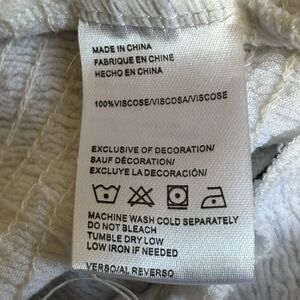 MADE IN CHINA
FABRIQUE EN CHINE
HECHO EN CHINA
100%VISCOSE/VISCOSA/VISCOSE
EXCLUSIVE OF DECORATION/
SAUF DÉCORATION/
EXCLUYE LA DECORACIÓN/
MACHINE WASH COLD SEPARATELY
DO NOT BLEACH
TUMBLE DRY LOW
LOW IRON IF NEEDED
VERSO/AL REVERSO